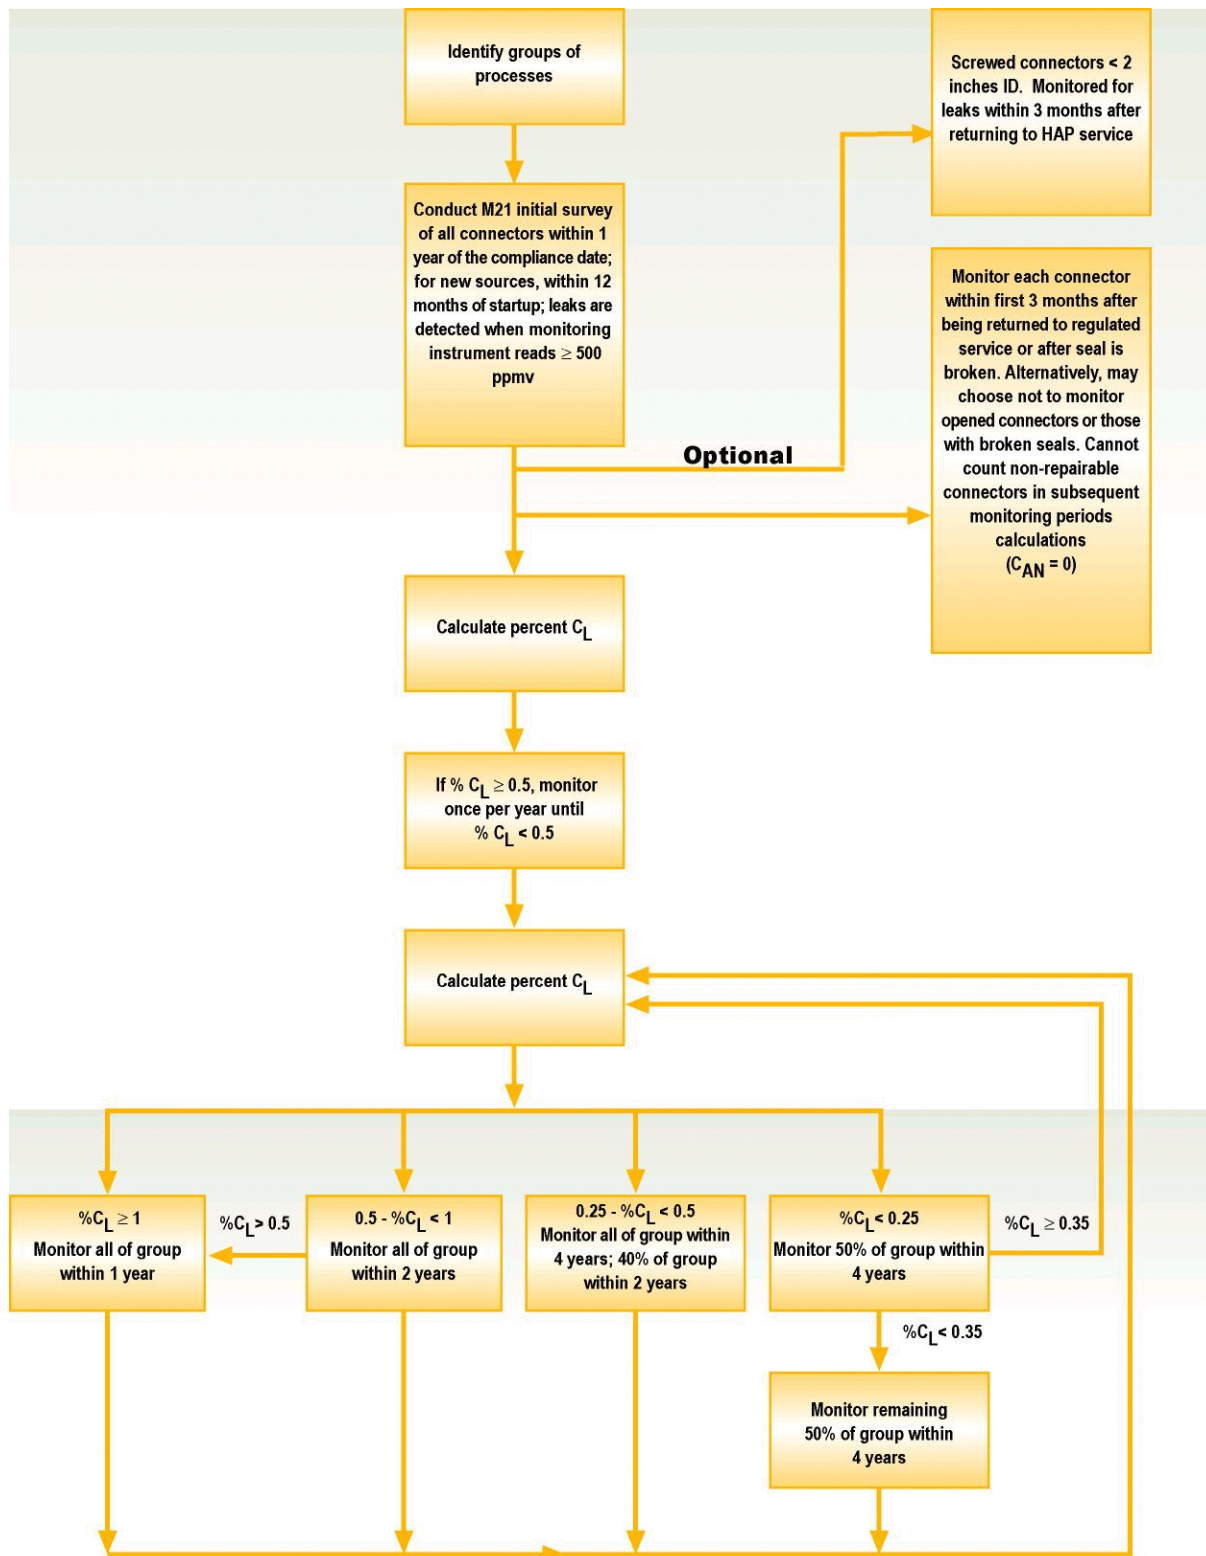 Identify groups of
processes
Screwed connectors < 2
inches ID. Monitored for
leaks within 3 months after
returning to HAP service
Conduct M21 initial survey
of all connectors within 1
year of the compliance date;
for new sources, within 12
months of startup; leaks are
detected when monitoring
instrument reads ≥ 500
ppmv
Monitor each connector
within first 3 months after
being returned to regulated
service or after seal is
broken. Alternatively, may
choose not to monitor
opened connectors or those
with broken seals. Cannot
count non-repairable
connectors in subsequent
monitoring periods
calculations
(CAN = 0)
Optional
Calculate percent CL
If % CL ≥ 0.5, monitor
once per year until
% CL < 0.5
Calculate percent CL
%CL ≥ 1
Monitor all of group
within 1 year
%CL> 0.5
0.5 - %CL < 1
Monitor all of group
within 2 years
0.25 - %CL < 0.5
Monitor all of group within
4 years; 40% of group
within 2 years
%CL< 0.25
Monitor 50% of group within
4 years
%CL ≥ 0.35
%CL< 0.35
Monitor remaining
50% of group within
4 years